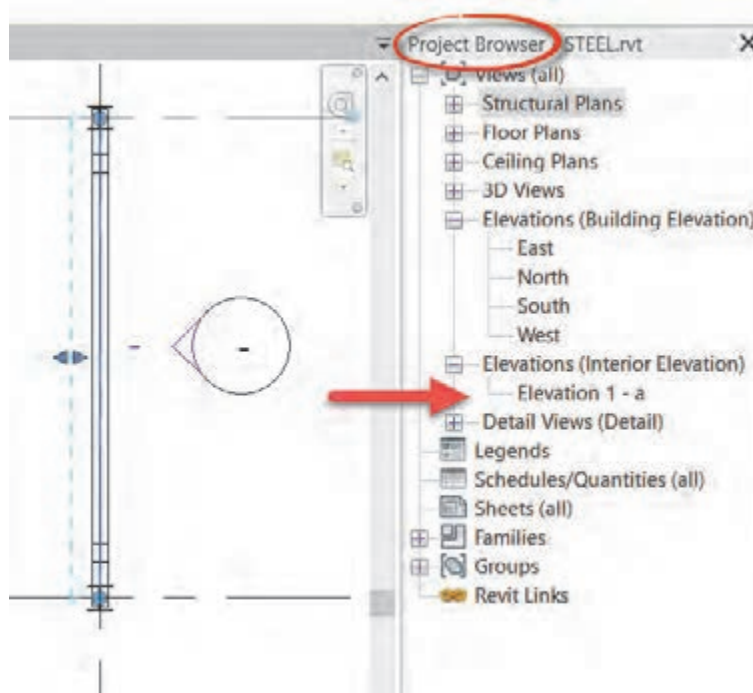 Project Browser - STEEL.rvt
Views (all)
Structural Plans
Floor Plans
Ceiling Plans
3D Views
Elevations (Building Elevation)
East
North
South
West
Elevations (Interior Elevation)
Elevation 1 - a
Detail Views (Detail)
Legends
Schedules/Quantities (all)
Sheets (all)
Families
Groups
Revit Links